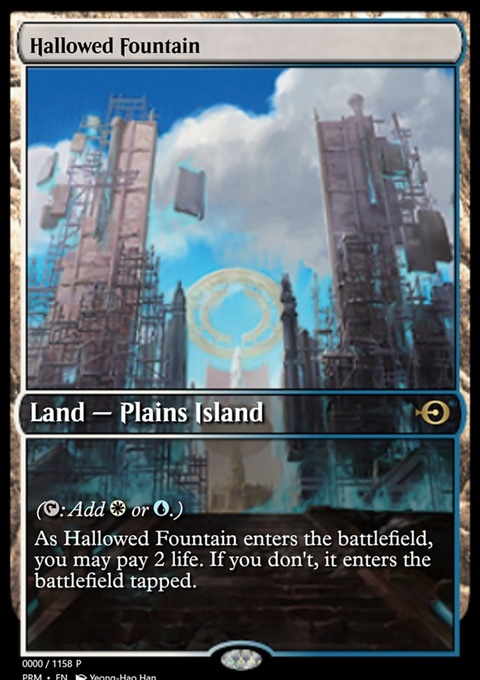 Hallowed Fountain
Land — Plains Island
(: Add or .)
As Hallowed Fountain enters the battlefield,
you may pay 2 life. If you don't, it enters the
battlefield tapped.
0000 / 1158 P
PRM • EN Yeong-Hao Han